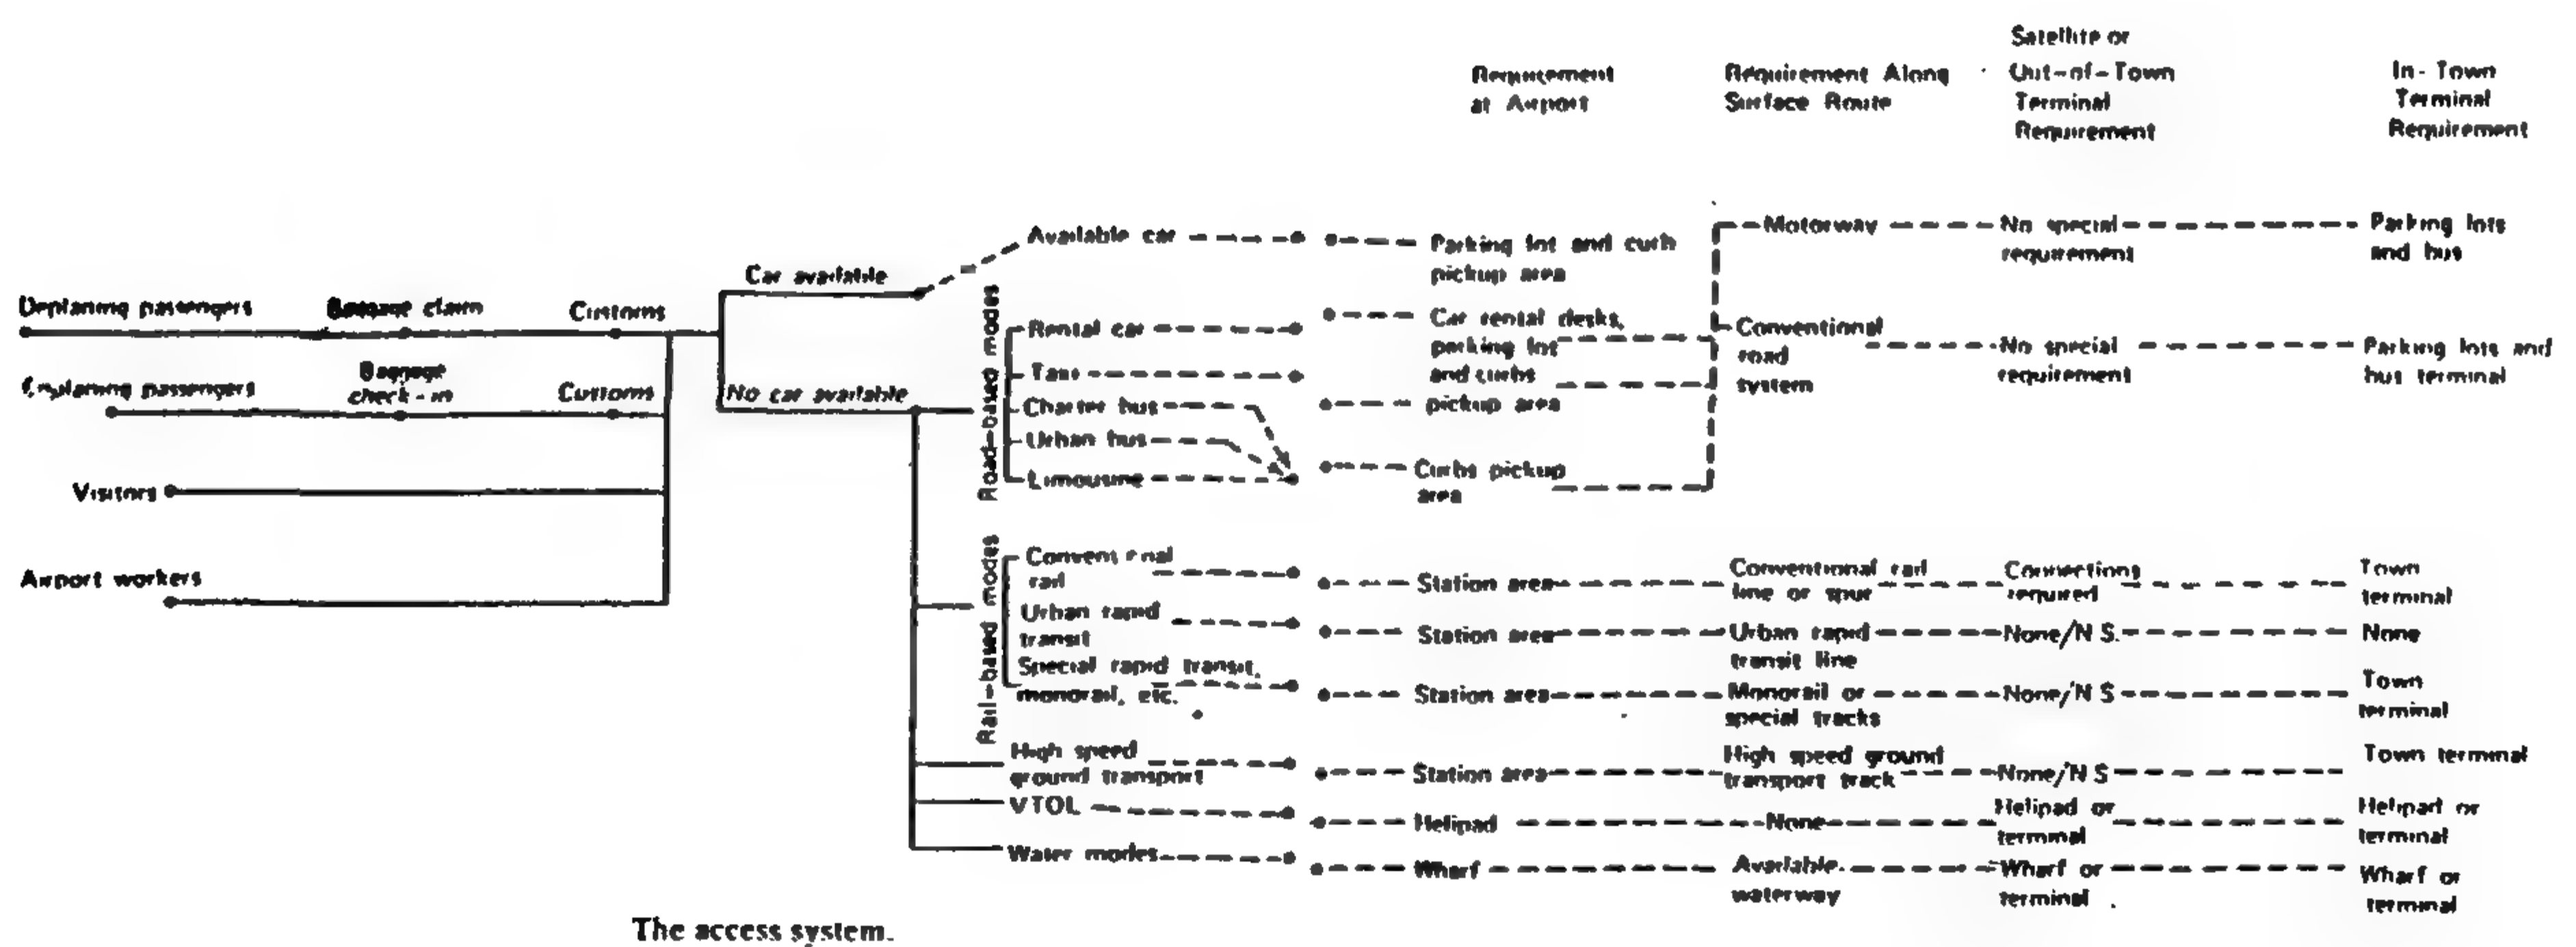 Requirement
at Airport
Requirement Along
Surface Route
Satellite or
Out-of-Town
Terminal
Requirement
In-Town
Terminal
Requirement
Deplaning passengers
Baggage claim
Customs
Enplaning passengers
Baggage
check-in
Customs
Visitors
Airport workers
Car available
No car available
Available car
Road-based modes
Rental car
Taxi
Charter bus
Urban bus
Limousine
Rail-based modes
Conventional
rail
Urban rapid
transit
Special rapid transit,
monorail, etc.
High speed
ground transport
VTOL
Water modes
Parking lot and curb
pickup area
Car rental desks,
parking lot
and curbs
pickup area
Curbs pickup
area
Motorway
No special
requirement
Parking lots
and bus
Conventional
road
system
No special
requirement
Parking lots and
bus terminal
Station area
Conventional rail
line or spur
Connections
required
Town
terminal
Station area
Urban rapid
transit line
None/N S.
None
Station area
Monorail or
special tracks
None/N S
Town
terminal
Station area
High speed ground
transport track
None/N S
Town terminal
Helipad
None
Helipad or
terminal
Helipad or
terminal
Wharf
Available
waterway
Wharf or
terminal
Wharf or
terminal
The access system.